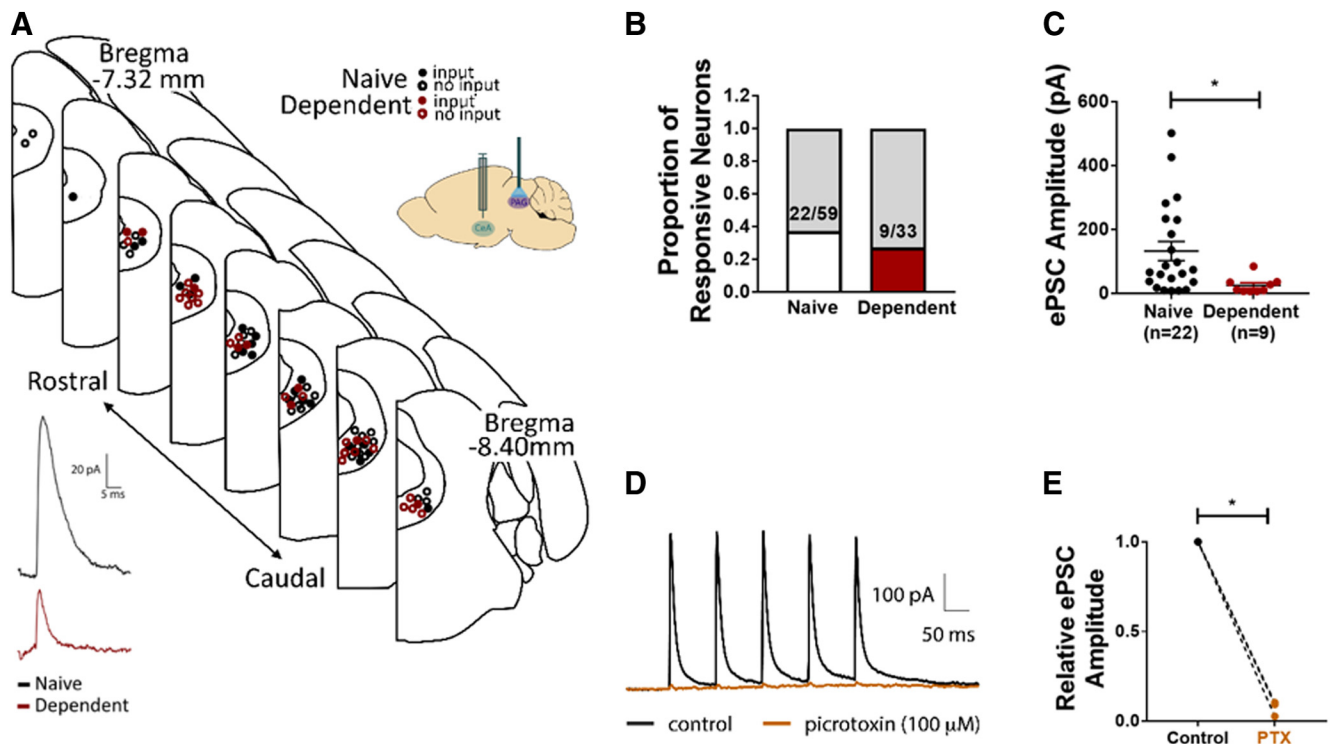 A
Bregma
-7.32 mm
Naive
input
no input
Dependent
input
no input
CeA
PAG
Rostral
Caudal
Bregma
-8.40mm
20 pA
5 ms
Naive
Dependent
B
Proportion of
Responsive Neurons
1.2
1.0
0.8
0.6
0.4
0.2
0.0
22/59
9/33
Naive
Dependent
C
ePSC Amplitude (pA)
600
400
200
0
*
Naive
Dependent
(n=22)
(n=9)
D
100 pA
50 ms
control
picrotoxin (100 μM)
E
Relative ePSC
Amplitude
*
1.0
0.5
0.0
Control
PTX